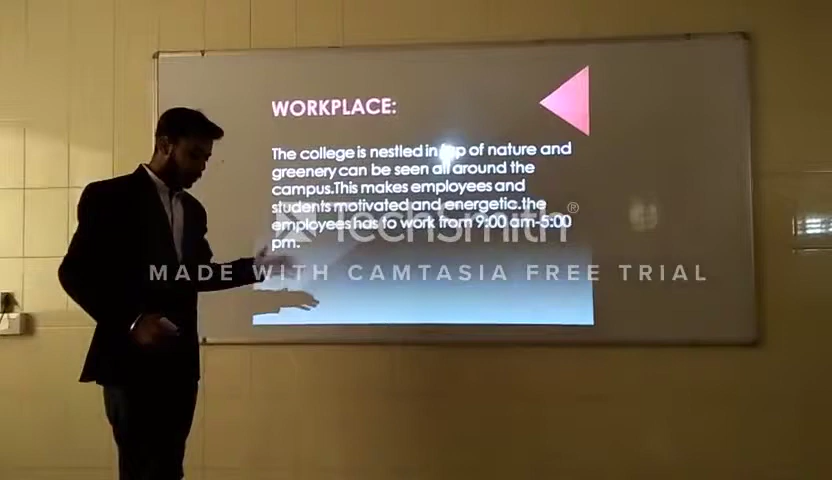 WORKPLACE:
The college is nestled in lap of nature and
greenery can be seen all around the
campus.This makes employees and
students motivated and energetic.the
employees has to work from 9:00 am-5:00
pm.
TechSmith®
MADE WITH CAMTASIA FREE TRIAL